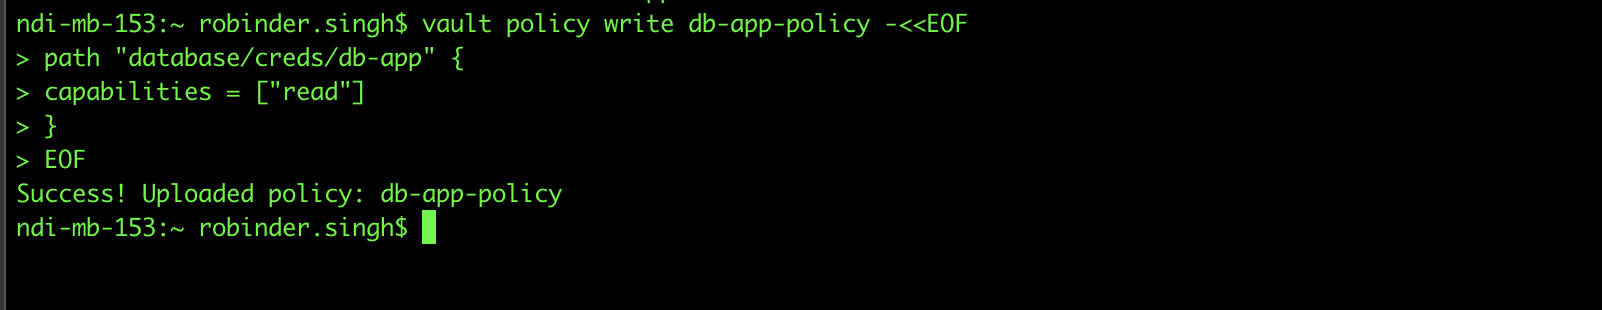 ndi-mb-153:~ robinder.singh$ vault policy write db-app-policy -<<EOF
> path "database/creds/db-app" {
> capabilities = ["read"]
> }
> EOF
Success! Uploaded policy: db-app-policy
ndi-mb-153:~ robinder.singh$